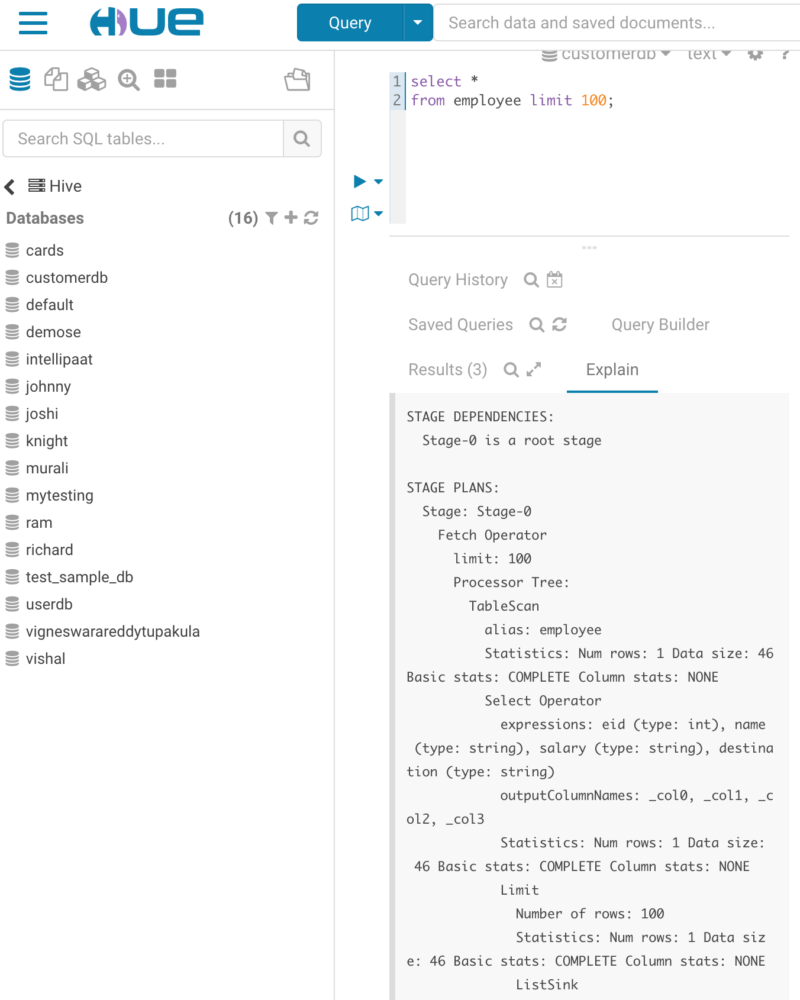 HUE
Query
Search data and saved documents...
customerdb text ?
Search SQL tables...
Hive
Databases (16)
cards
customerdb
default
demose
intellipaat
johnny
joshi
knight
murali
mytesting
ram
richard
test_sample_db
userdb
vigneswarareddytupakula
vishal
1 select *
2 from employee limit 100;
Query History
Saved Queries Query Builder
Results (3) Explain
STAGE DEPENDENCIES:
Stage-0 is a root stage
STAGE PLANS:
Stage: Stage-0
Fetch Operator
limit: 100
Processor Tree:
TableScan
alias: employee
Statistics: Num rows: 1 Data size: 46
Basic stats: COMPLETE Column stats: NONE
Select Operator
expressions: eid (type: int), name
(type: string), salary (type: string), destina
tion (type: string)
outputColumnNames: _col0, _col1, _c
ol2, _col3
Statistics: Num rows: 1 Data size:
46 Basic stats: COMPLETE Column stats: NONE
Limit
Number of rows: 100
Statistics: Num rows: 1 Data siz
e: 46 Basic stats: COMPLETE Column stats: NONE
ListSink